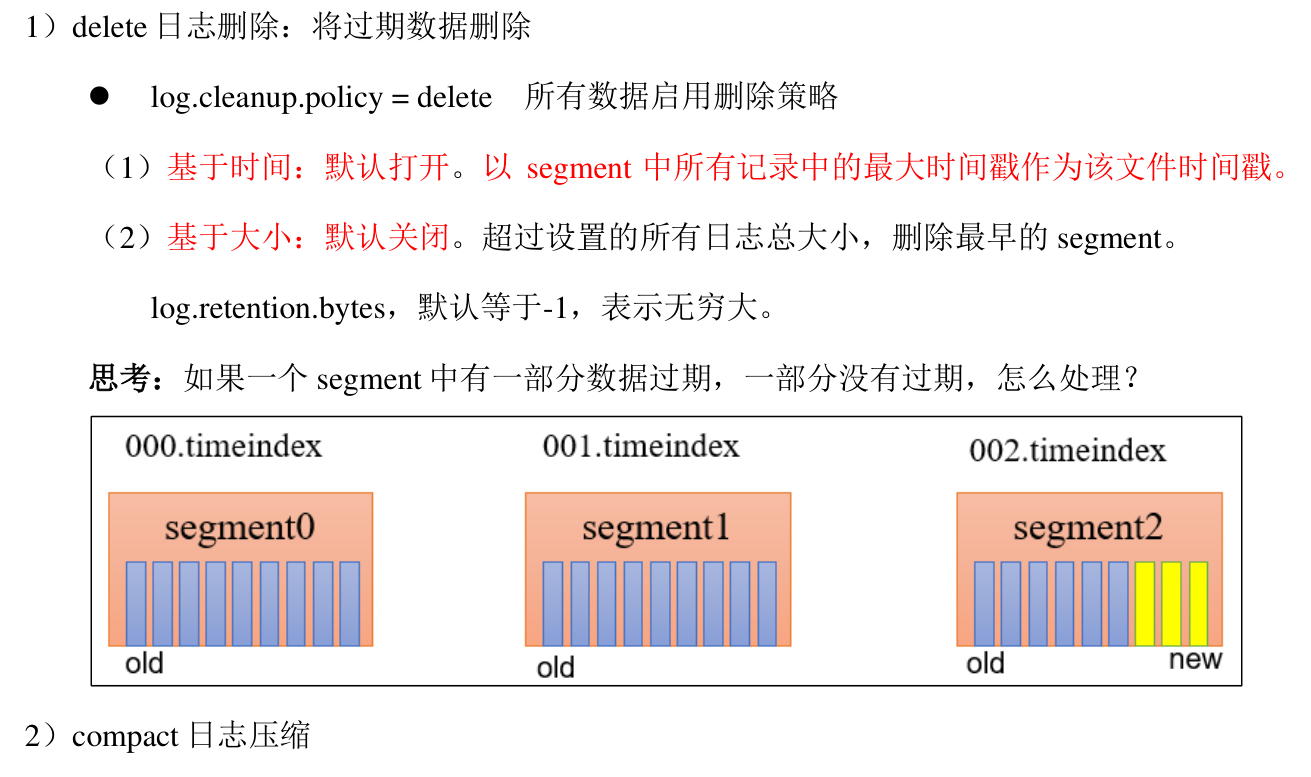 1）delete 日志删除：将过期数据删除
● log.cleanup.policy = delete 所有数据启用删除策略
（1）基于时间：默认打开。以 segment 中所有记录中的最大时间戳作为该文件时间戳。
（2）基于大小：默认关闭。超过设置的所有日志总大小，删除最早的 segment。
log.retention.bytes，默认等于-1，表示无穷大。
思考：如果一个 segment 中有一部分数据过期，一部分没有过期，怎么处理？
000.timeindex 001.timeindex 002.timeindex
segment0 segment1 segment2
old old old new
2）compact 日志压缩